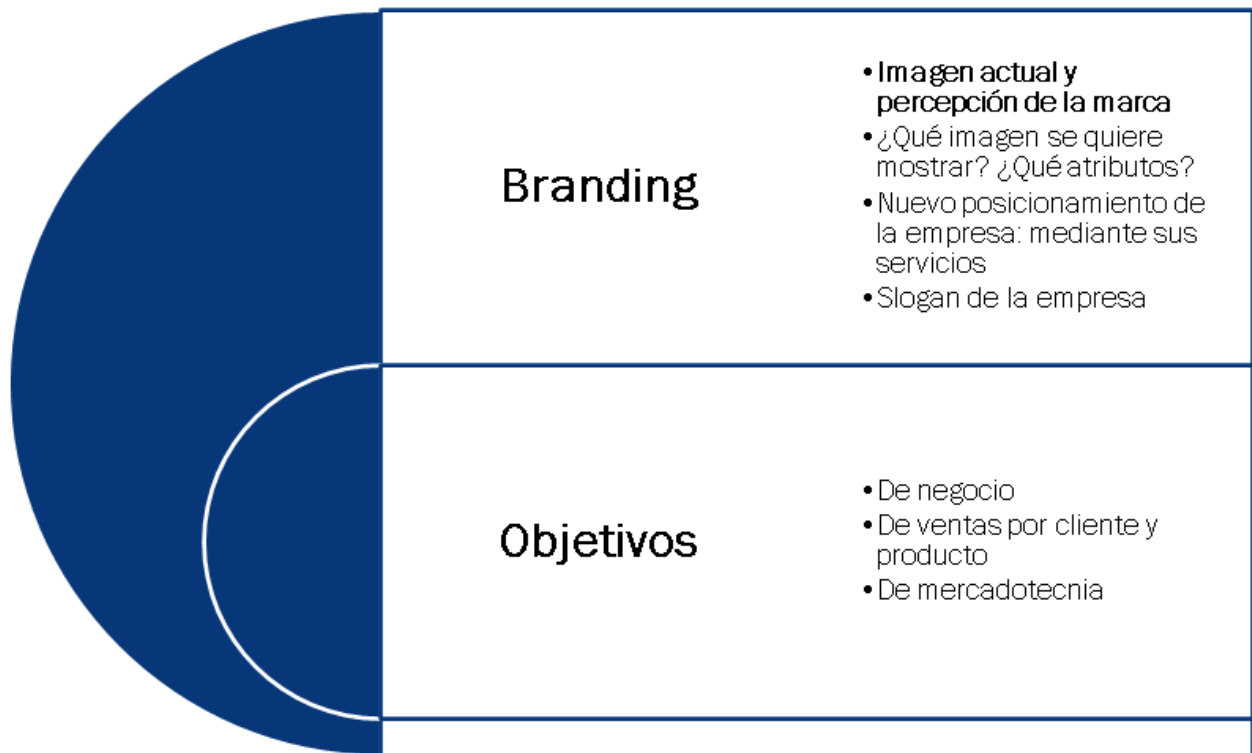 Branding
•Imagen actual y
percepción de la marca
•¿Qué imagen se quiere
mostrar? ¿Qué atributos?
•Nuevo posicionamiento de
la empresa: mediante sus
servicios
•Slogan de la empresa
Objetivos
•De negocio
•De ventas por cliente y
producto
•De mercadotecnia